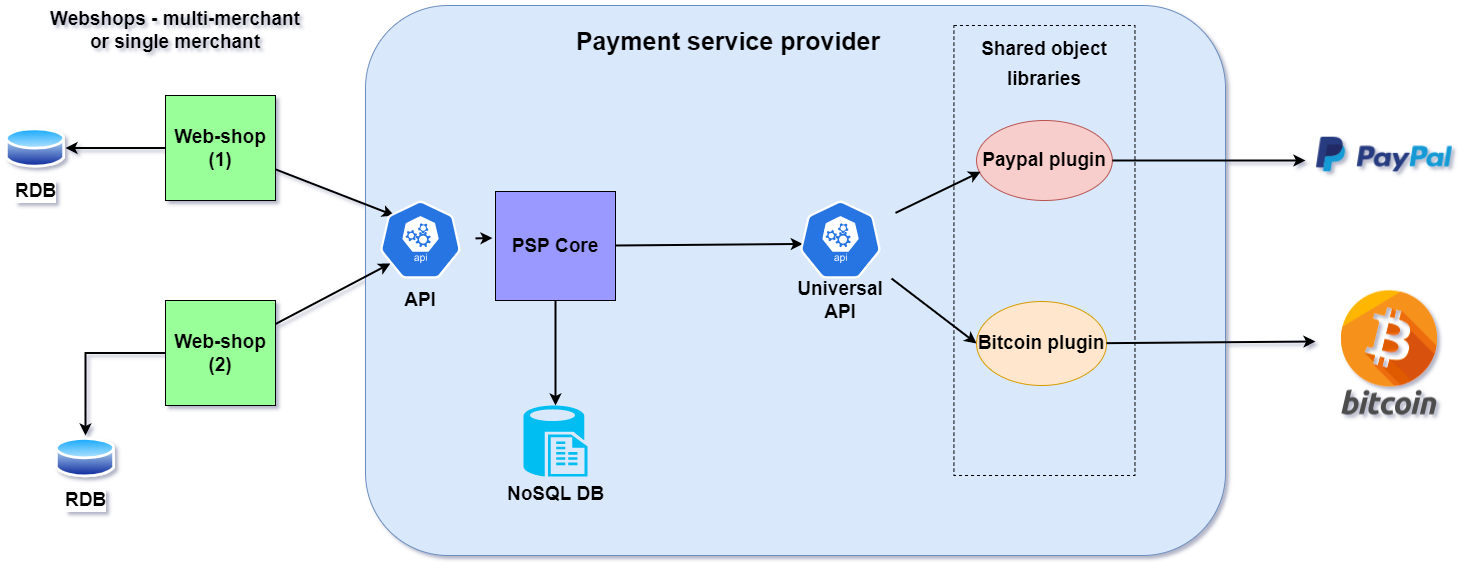 Webshops - multi-merchant
or single merchant
Payment service provider
Shared object
libraries
Web-shop
(1)
RDB
Paypal plugin
PayPal
api
API
PSP Core
api
Universal
API
Web-shop
(2)
Bitcoin plugin
bitcoin
RDB
NoSQL DB